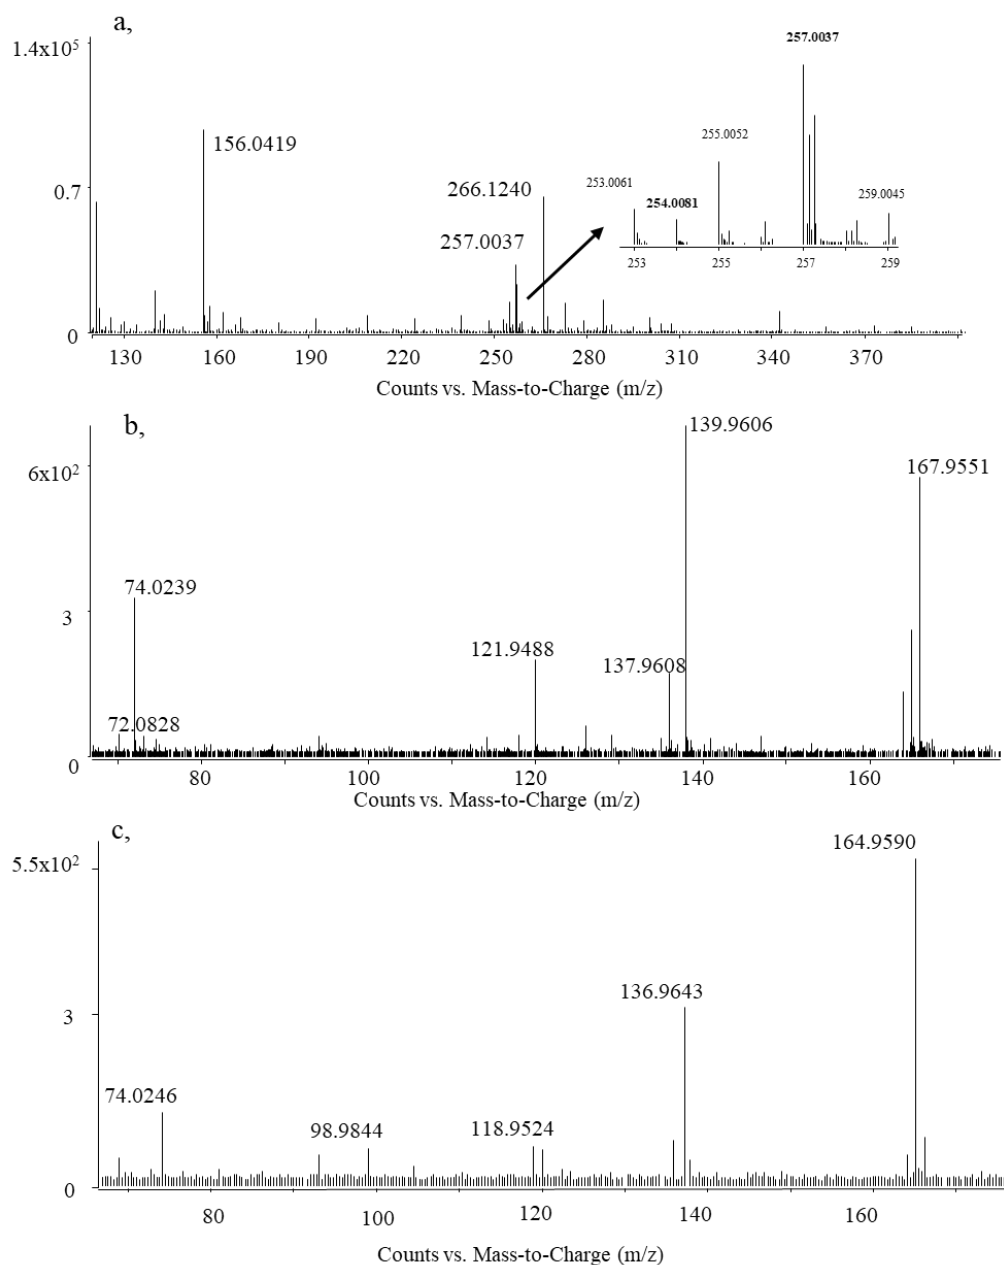 a,
1.4x10⁵
0.7
0
156.0419
266.1240
257.0037
253.0061
254.0081
255.0052
257.0037
259.0045
253 255 257 259
130 160 190 220 250 280 310 340 370
Counts vs. Mass-to-Charge (m/z)
b,
6x10²
3
0
74.0239
72.0828
121.9488
137.9608
139.9606
167.9551
80 100 120 140 160
Counts vs. Mass-to-Charge (m/z)
c,
5.5x10²
3
0
74.0246
98.9844
118.9524
136.9643
164.9590
80 100 120 140 160
Counts vs. Mass-to-Charge (m/z)